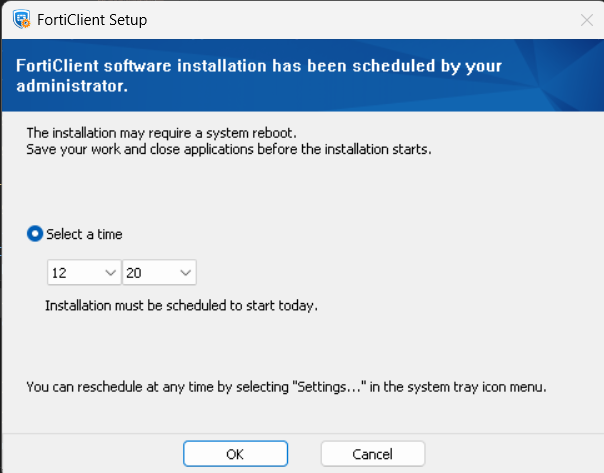 FortiClient Setup
FortiClient software installation has been scheduled by your
administrator.
The installation may require a system reboot.
Save your work and close applications before the installation starts.
Select a time
12 20
Installation must be scheduled to start today.
You can reschedule at any time by selecting "Settings..." in the system tray icon menu.
OK Cancel